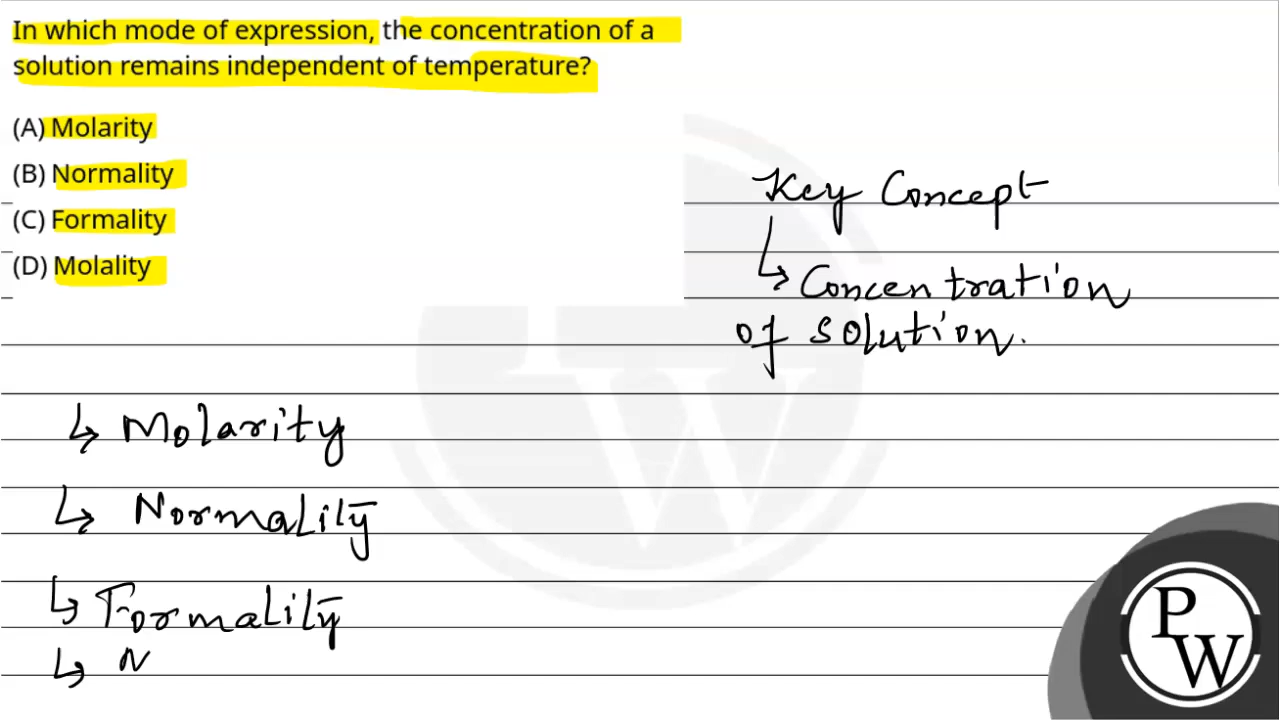 In which mode of expression, the concentration of a
solution remains independent of temperature?
(A) Molarity
(B) Normality
(C) Formality
(D) Molality
Key Concept
↳ Concentration
of solution.
↳ Molarity
↳ Normality
↳ Formality
↳ M
PW